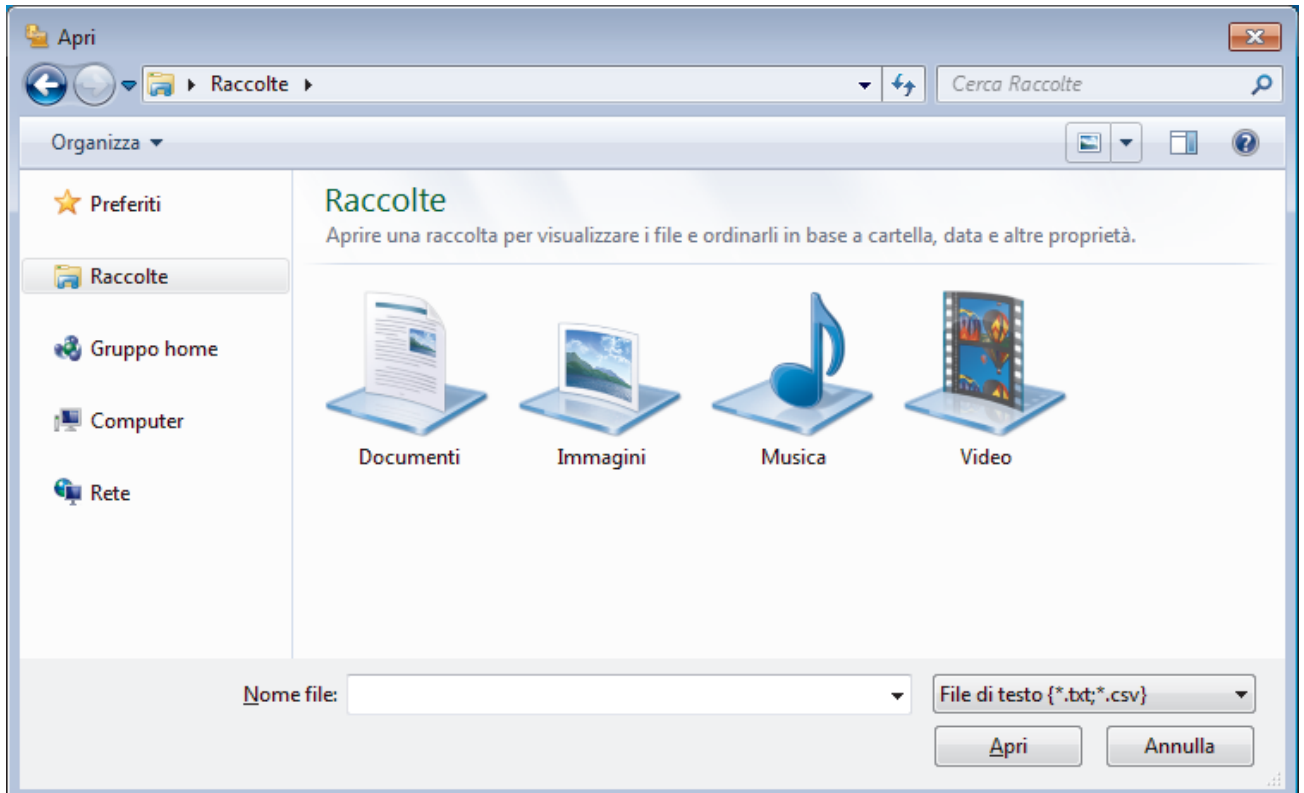 Apri
Raccolte
Cerca Raccolte
Organizza
Preferiti
Raccolte
Gruppo home
Computer
Rete
Raccolte
Aprire una raccolta per visualizzare i file e ordinarli in base a cartella, data e altre proprietà.
Documenti
Immagini
Musica
Video
Nome file:
File di testo {*.txt;*.csv}
Apri
Annulla